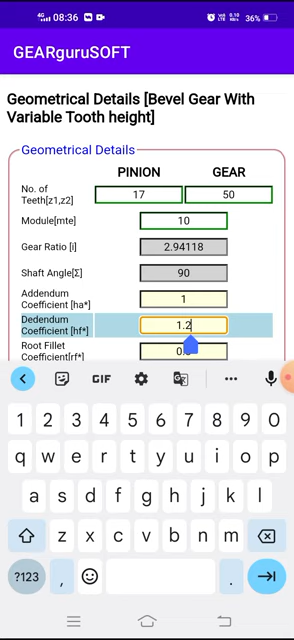 4G 08:36 36%
GEARguruSOFT
Geometrical Details [Bevel Gear With
Variable Tooth height]
Geometrical Details
PINION GEAR
No. of
Teeth[z1,z2] 17 50
Module[mte] 10
Gear Ratio [i] 2.94118
Shaft Angle[Σ] 90
Addendum
Coefficient [ha*] 1
Dedendum
Coefficient [hf*] 1.2
Root Fillet
Coefficient[rf*]
GIF
1 2 3 4 5 6 7 8 9 0
q w e r t y u i o p
a s d f g h j k l
z x c v b n m
?123 , .